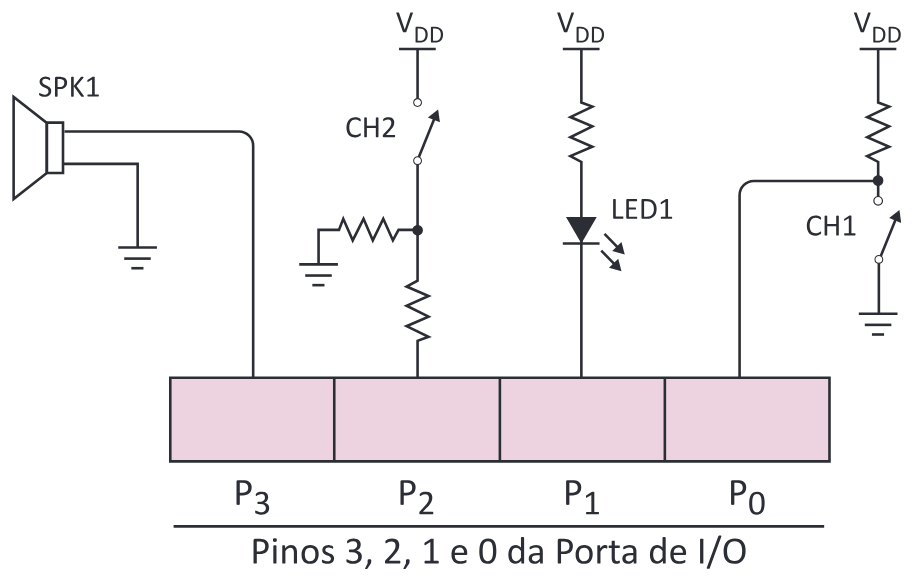 V_DD
V_DD
V_DD
SPK1
CH2
LED1
CH1
P_3
P_2
P_1
P_0
Pinos 3, 2, 1 e 0 da Porta de I/O